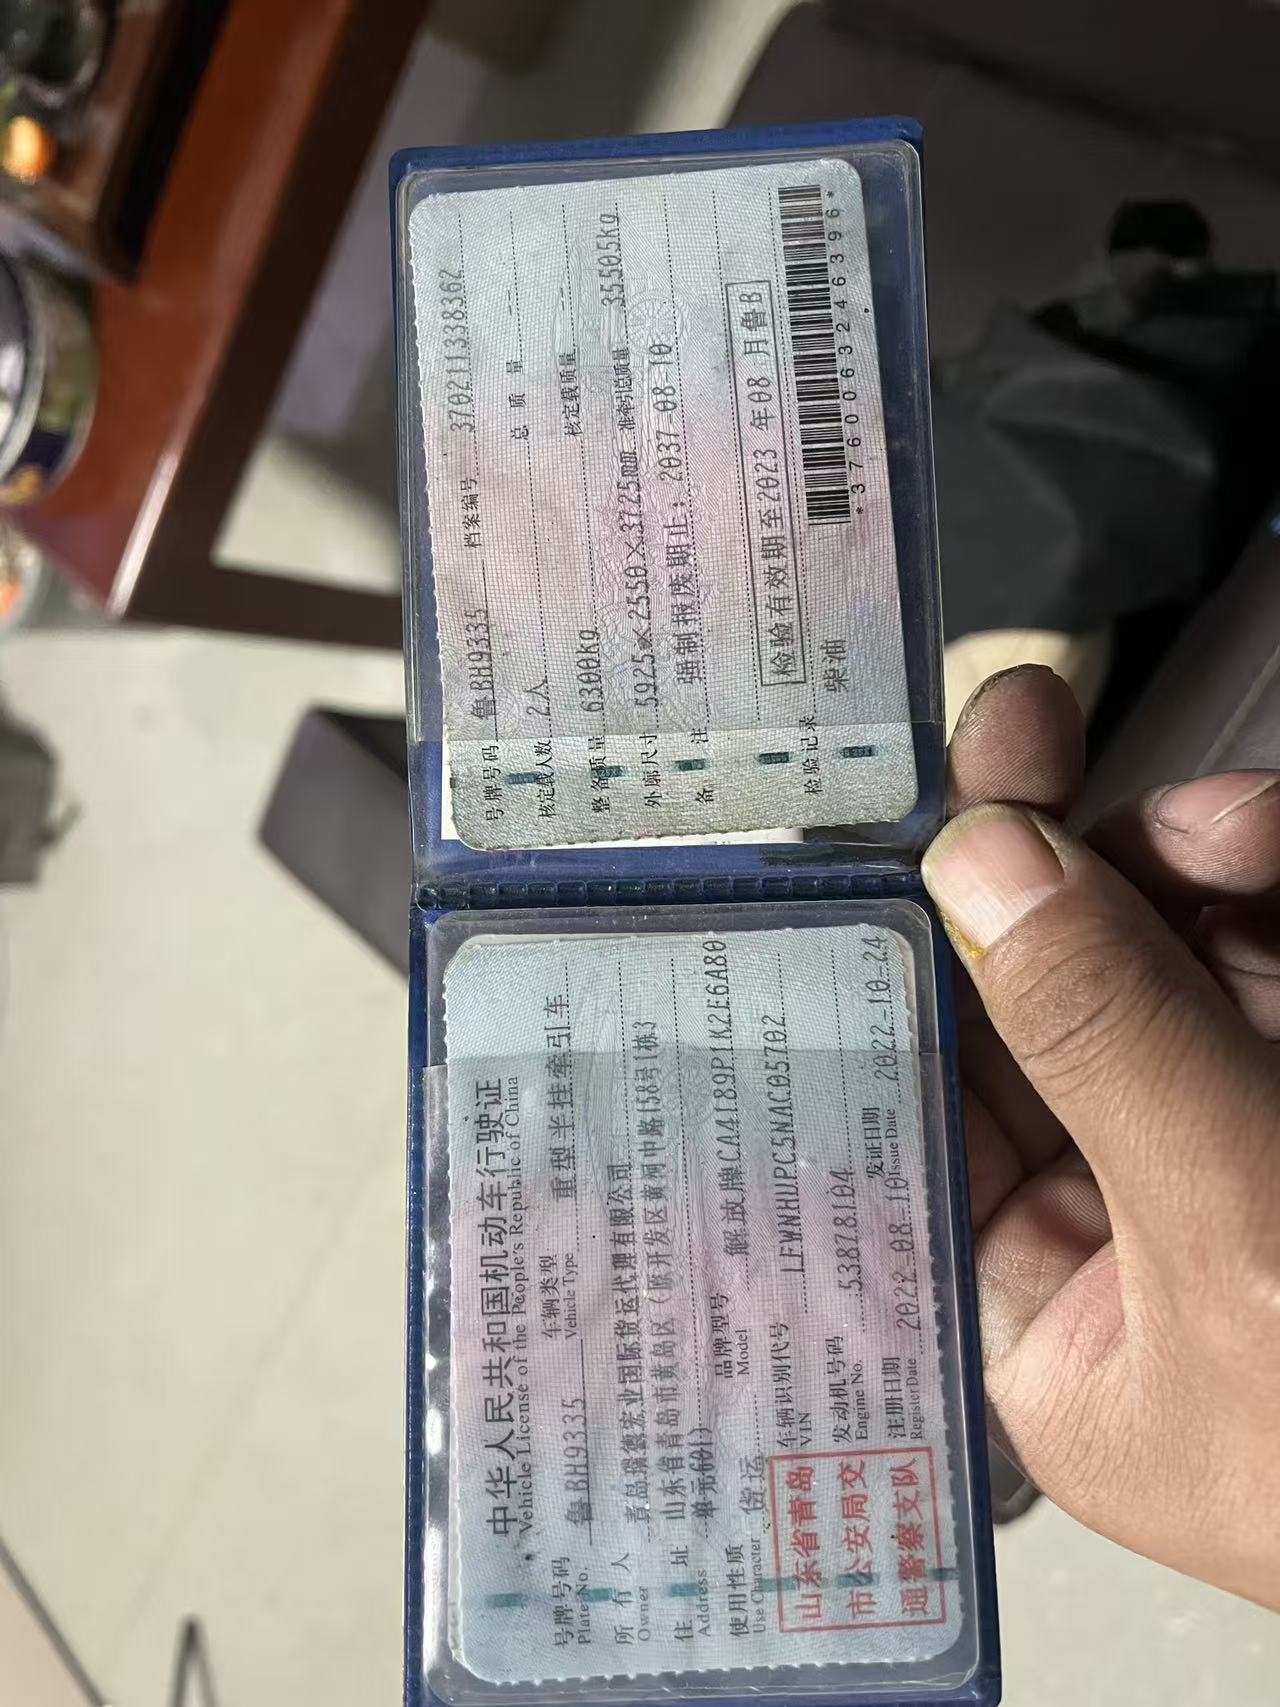 中华人民共和国机动车行驶证
Vehicle License of the People's Republic of China
号牌号码 Plate No. 鲁BH9335 车辆类型 Vehicle Type 重型半挂牵引车
所有人 Owner 青岛瑞德宏业国际货运代理有限公司
住址 Address 山东省青岛市黄岛区(原开发区黄河中路158号1栋3
单元601)
使用性质 Use Character 货运 品牌型号 Model 解放牌CA4189P1K2E6A80
车辆识别代号 VIN LFWNHUPC5NAC05702
发动机号码 Engine No. 53878104
注册日期 Register Date 2022-08-10 发证日期 Issue Date 2022-10-24
山东省青岛
市公安局交
通警察支队
号牌号码 鲁BH9335 档案编号 370211338362
核定载人数 2人 总质量 -
整备质量 6300kg 核定载质量
外廓尺寸 5925×2550×3725mm 准牵引总质量 35505kg
备注 强制报废期止:2037-08-10
检验有效期至2023年08月鲁B
检验记录
柴油
*3760063246396*